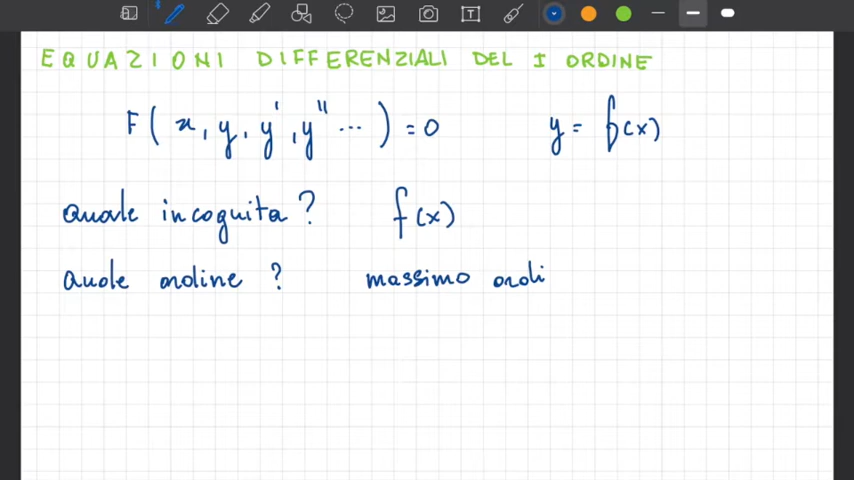 EQUAZIONI DIFFERENZIALI DEL I ORDINE
F( x, y, y', y'' ... ) = 0 y = f(x)
quale incognita ? f(x)
quale ordine ? massimo ordi